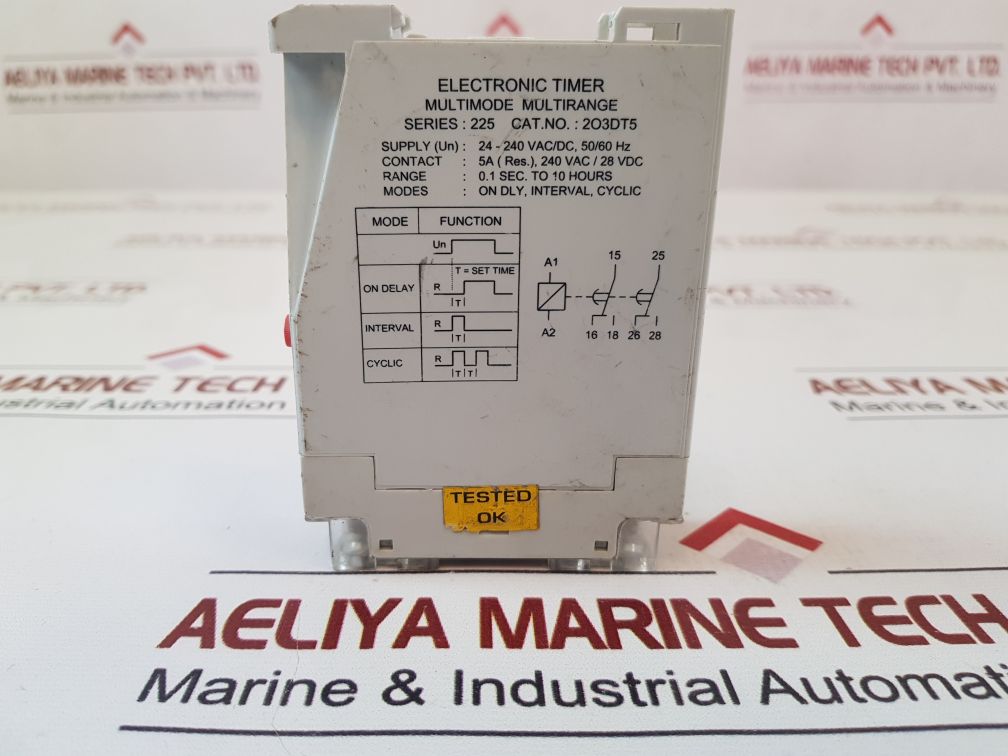 AELIYA MARINE TECH PVT. LTD.
Marine & Industrial Automation & Machinery
AELIYA MARINE TECH PVT. LTD.
Marine & Industrial Automation & Machinery
ELECTRONIC TIMER
MULTIMODE MULTIRANGE
SERIES : 225 CAT.NO. : 2O3DT5
SUPPLY (Un) : 24 - 240 VAC/DC, 50/60 Hz
CONTACT : 5A ( Res.), 240 VAC / 28 VDC
RANGE : 0.1 SEC. TO 10 HOURS
MODES : ON DLY, INTERVAL, CYCLIC
MODE FUNCTION
Un
T = SET TIME
ON DELAY R
T
INTERVAL R
T
CYCLIC R
T T
A1 15 25
A2 16 18 26 28
MARINE TECH
Industrial Automation
AELIYA MAR
Marine & Indu
TESTED
OK
AELIYA MARINE TECH
Marine & Industrial Automat